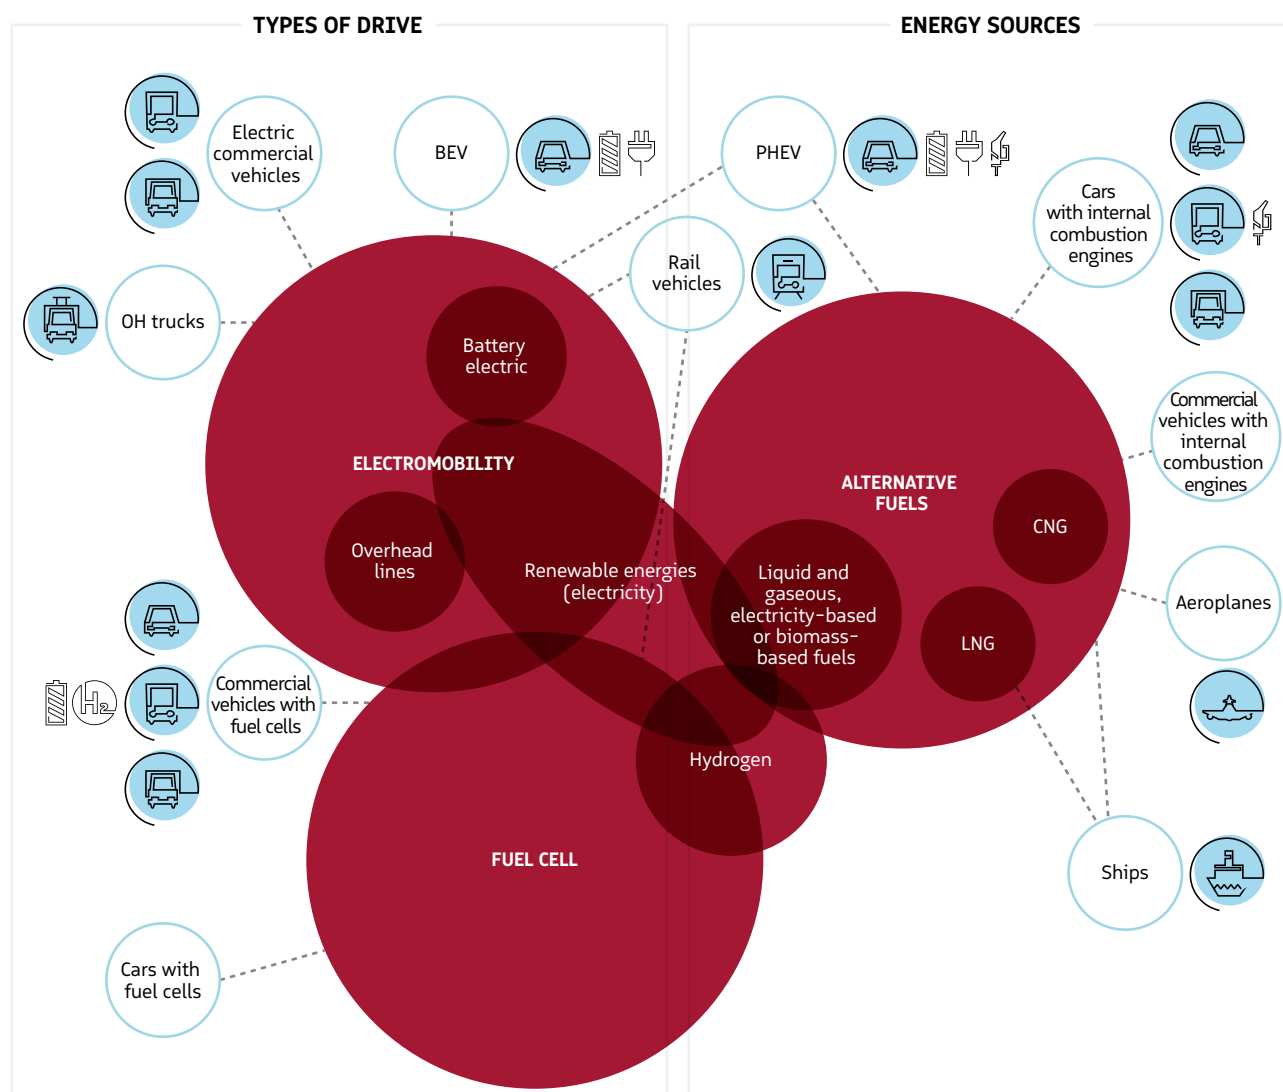 TYPES OF DRIVE
ENERGY SOURCES
Electric
commercial
vehicles
BEV
PHEV
Cars
with internal
combustion
engines
Rail
vehicles
OH trucks
Battery
electric
Commercial
vehicles with
internal
combustion
engines
ELECTROMOBILITY
ALTERNATIVE
FUELS
CNG
Overhead
lines
Renewable energies
(electricity)
Liquid and
gaseous,
electricity-based
or biomass-
based fuels
LNG
Aeroplanes
H2
Commercial
vehicles with
fuel cells
Hydrogen
FUEL CELL
Ships
Cars with
fuel cells